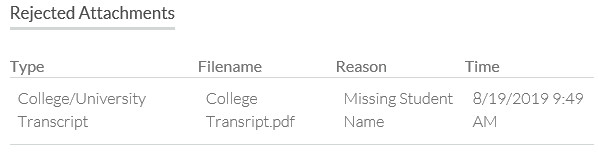 Rejected Attachments
Type Filename Reason Time
College/University College Missing Student 8/19/2019 9:49
Transcript Transript.pdf Name AM